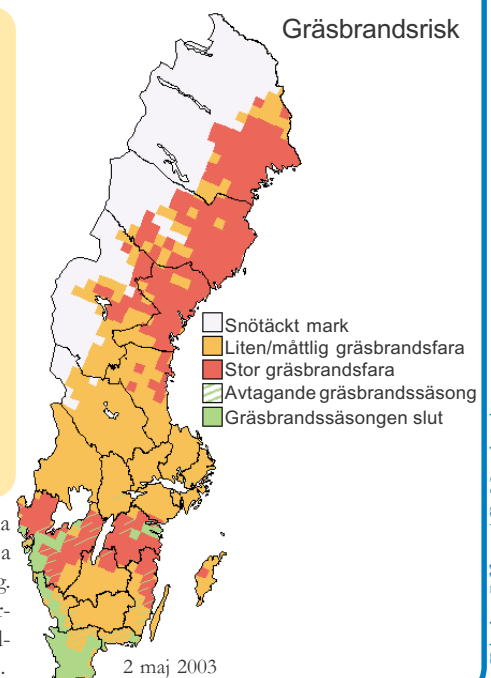 Gräsbrandsrisk
Snötäckt mark
Liten/måttlig gräsbrandsfara
Stor gräsbrandsfara
Avtagande gräsbrandssäsong
Gräsbrandssäsongen slut
a
a
g.
r-
d-
.
2 maj 2003